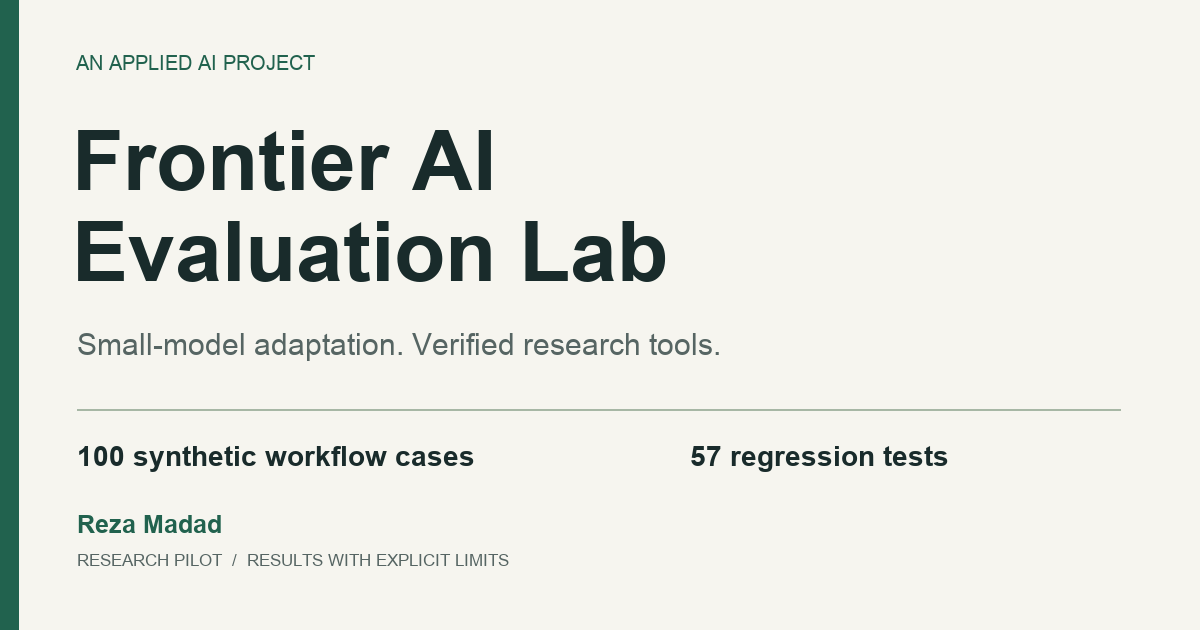 AN APPLIED AI PROJECT
Frontier AI
Evaluation Lab
Small-model adaptation. Verified research tools.
100 synthetic workflow cases
57 regression tests
Reza Madad
RESEARCH PILOT / RESULTS WITH EXPLICIT LIMITS